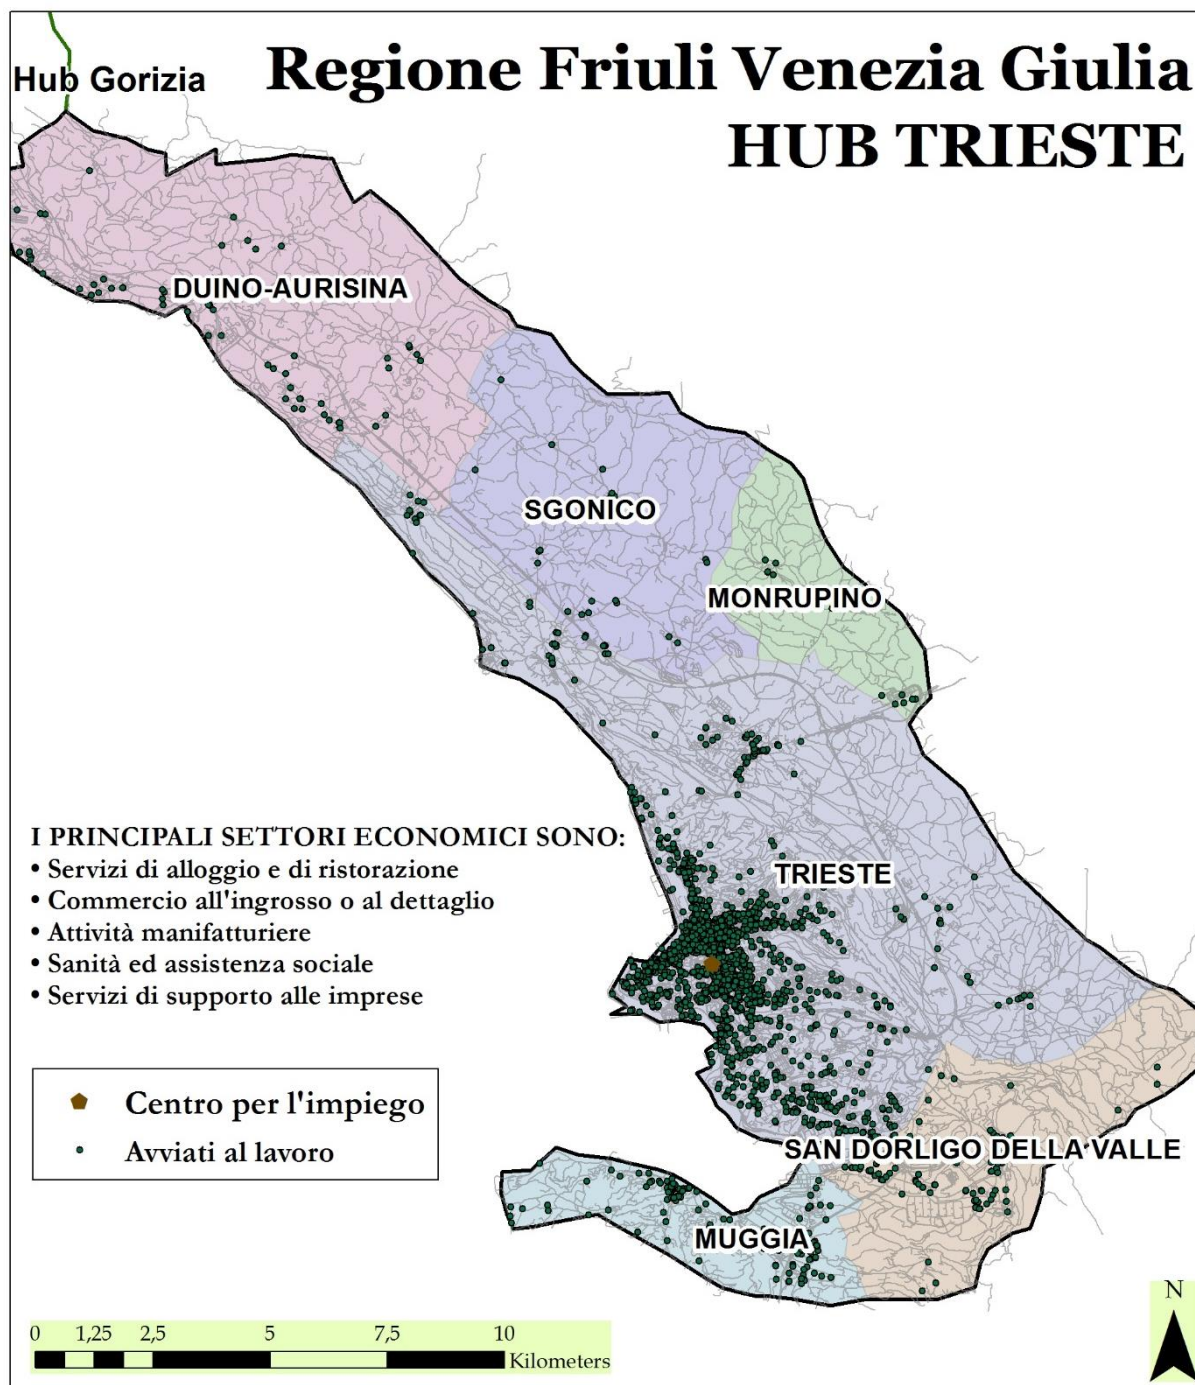 Regione Friuli Venezia Giulia
HUB TRIESTE
Hub Gorizia
DUINO-AURISINA
SGONICO
MONRUPINO
I PRINCIPALI SETTORI ECONOMICI SONO:
• Servizi di alloggio e di ristorazione
• Commercio all'ingrosso o al dettaglio
• Attività manifatturiere
• Sanità ed assistenza sociale
• Servizi di supporto alle imprese
TRIESTE
Centro per l'impiego
Avviati al lavoro
SAN DORLIGO DELLA VALLE
MUGGIA
0 1,25 2,5 5 7,5 10
Kilometers
N